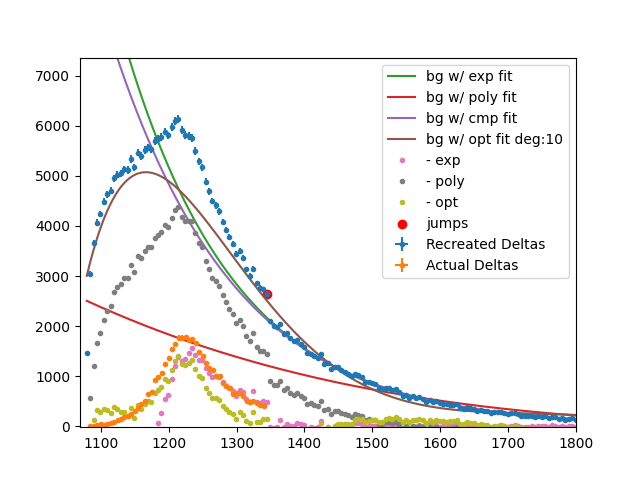 7000
6000
5000
4000
3000
2000
1000
0
1100 1200 1300 1400 1500 1600 1700 1800
bg w/ exp fit
bg w/ poly fit
bg w/ cmp fit
bg w/ opt fit deg:10
- exp
- poly
- opt
jumps
Recreated Deltas
Actual Deltas